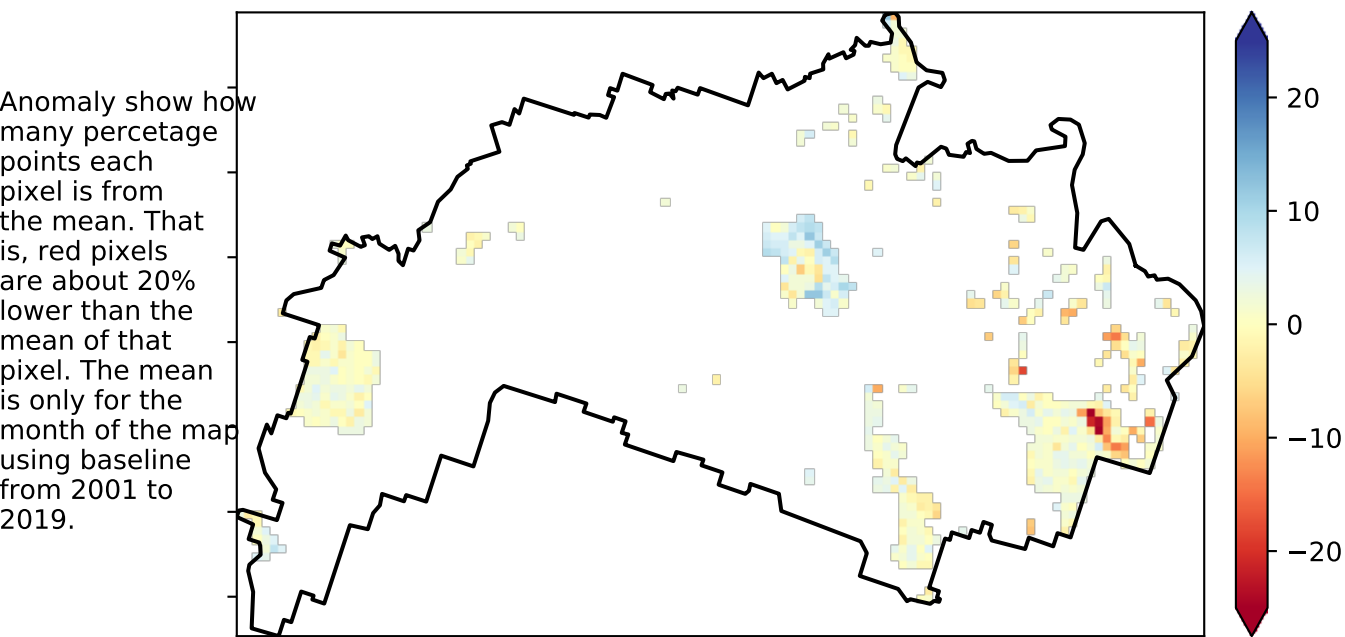 Anomaly show how
many percetage
points each
pixel is from
the mean. That
is, red pixels
are about 20%
lower than the
mean of that
pixel. The mean
is only for the
month of the map
using baseline
from 2001 to
2019.
20
10
0
−10
−20